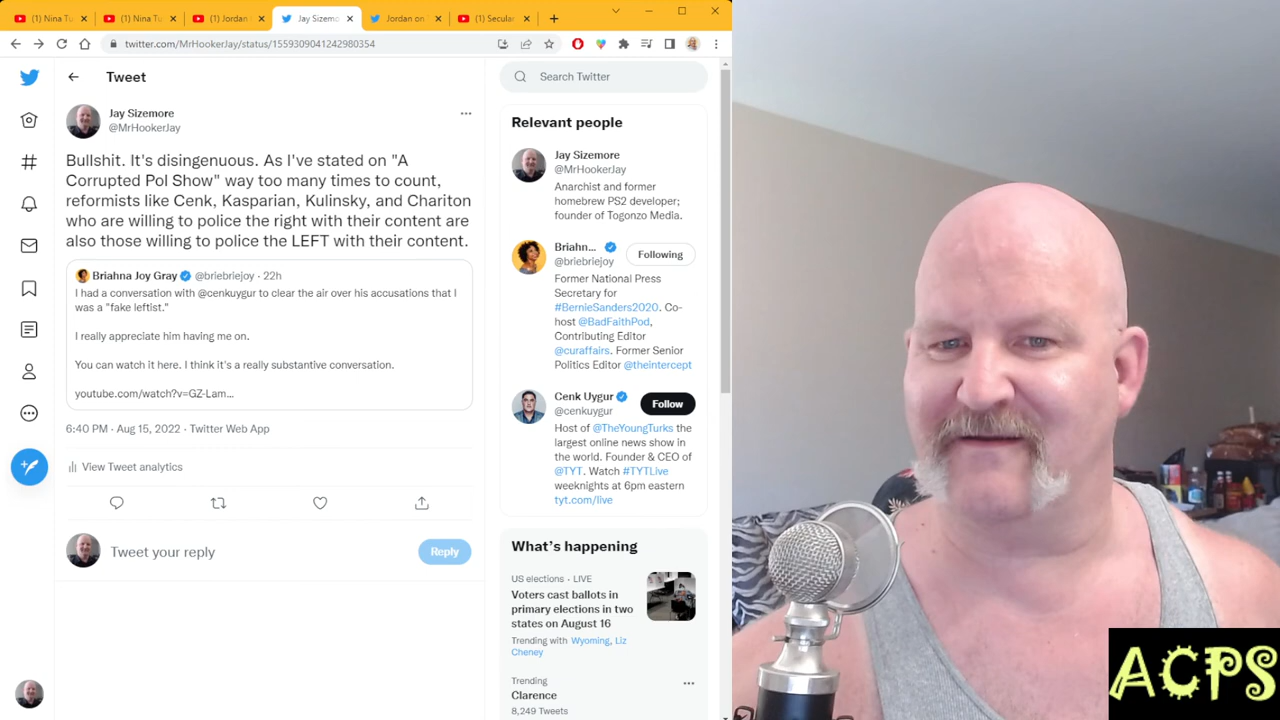 (1) Nina Tu
(1) Nina Tu
(1) Jordan
Jay Sizemo
Jordan on
(1) Secular
twitter.com/MrHookerJay/status/1559309041242980354
Tweet
Search Twitter
Jay Sizemore
@MrHookerJay
Bullshit. It's disingenuous. As I've stated on "A
Corrupted Pol Show" way too many times to count,
reformists like Cenk, Kasparian, Kulinsky, and Chariton
who are willing to police the right with their content are
also those willing to police the LEFT with their content.
Briahna Joy Gray @briebriejoy · 22h
I had a conversation with @cenkuygur to clear the air over his accusations that I
was a "fake leftist."
I really appreciate him having me on.
You can watch it here. I think it's a really substantive conversation.
youtube.com/watch?v=GZ-Lam...
6:40 PM · Aug 15, 2022 · Twitter Web App
View Tweet analytics
Tweet your reply
Reply
Relevant people
Jay Sizemore
@MrHookerJay
Anarchist and former
homebrew PS2 developer;
founder of Togonzo Media.
Briahn...
@briebriejoy
Following
Former National Press
Secretary for
#BernieSanders2020. Co-
host @BadFaithPod,
Contributing Editor
@curaffairs. Former Senior
Politics Editor @theintercept
Cenk Uygur
@cenkuygur
Follow
Host of @TheYoungTurks the
largest online news show in
the world. Founder & CEO of
@TYT. Watch #TYTLive
weeknights at 6pm eastern
tyt.com/live
What's happening
US elections · LIVE
Voters cast ballots in
primary elections in two
states on August 16
Trending with Wyoming, Liz
Cheney
Trending
Clarence
8,249 Tweets
ACPS